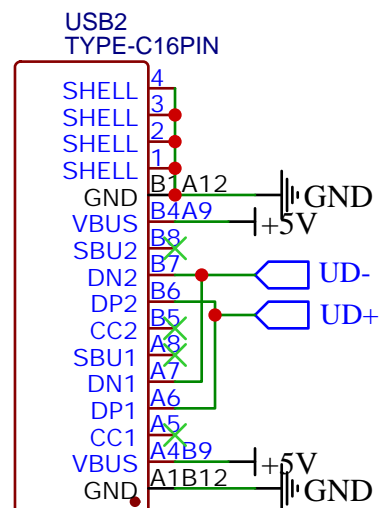 USB2
TYPE-C16PIN
SHELL 4
SHELL 3
SHELL 2
SHELL 1
GND B1A12 GND
VBUS B4A9 +5V
SBU2 B8
DN2 B7 UD-
DP2 B6 UD+
CC2 B5
SBU1 A8
DN1 A7
DP1 A6
CC1 A5
VBUS A4B9 +5V
GND A1B12 GND